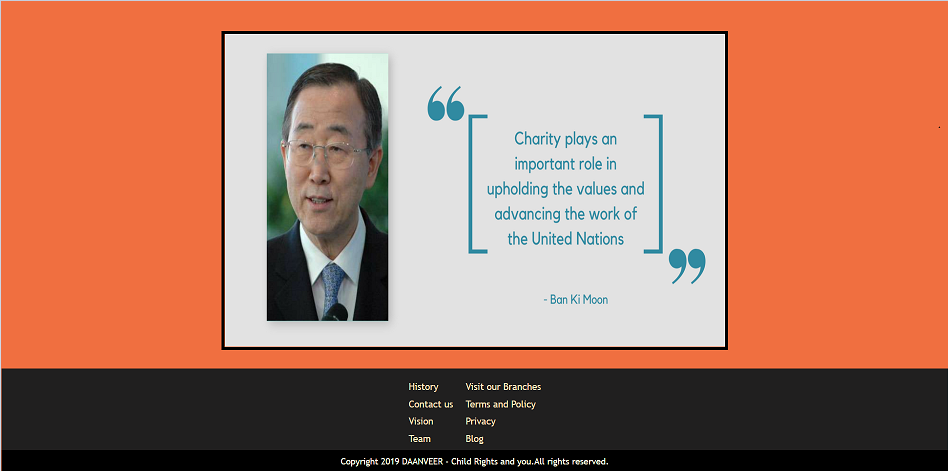 “
Charity plays an
important role in
upholding the values and
advancing the work of
the United Nations
”
- Ban Ki Moon
History
Visit our Branches
Contact us
Terms and Policy
Vision
Privacy
Team
Blog
Copyright 2019 DAANVEER - Child Rights and you.All rights reserved.